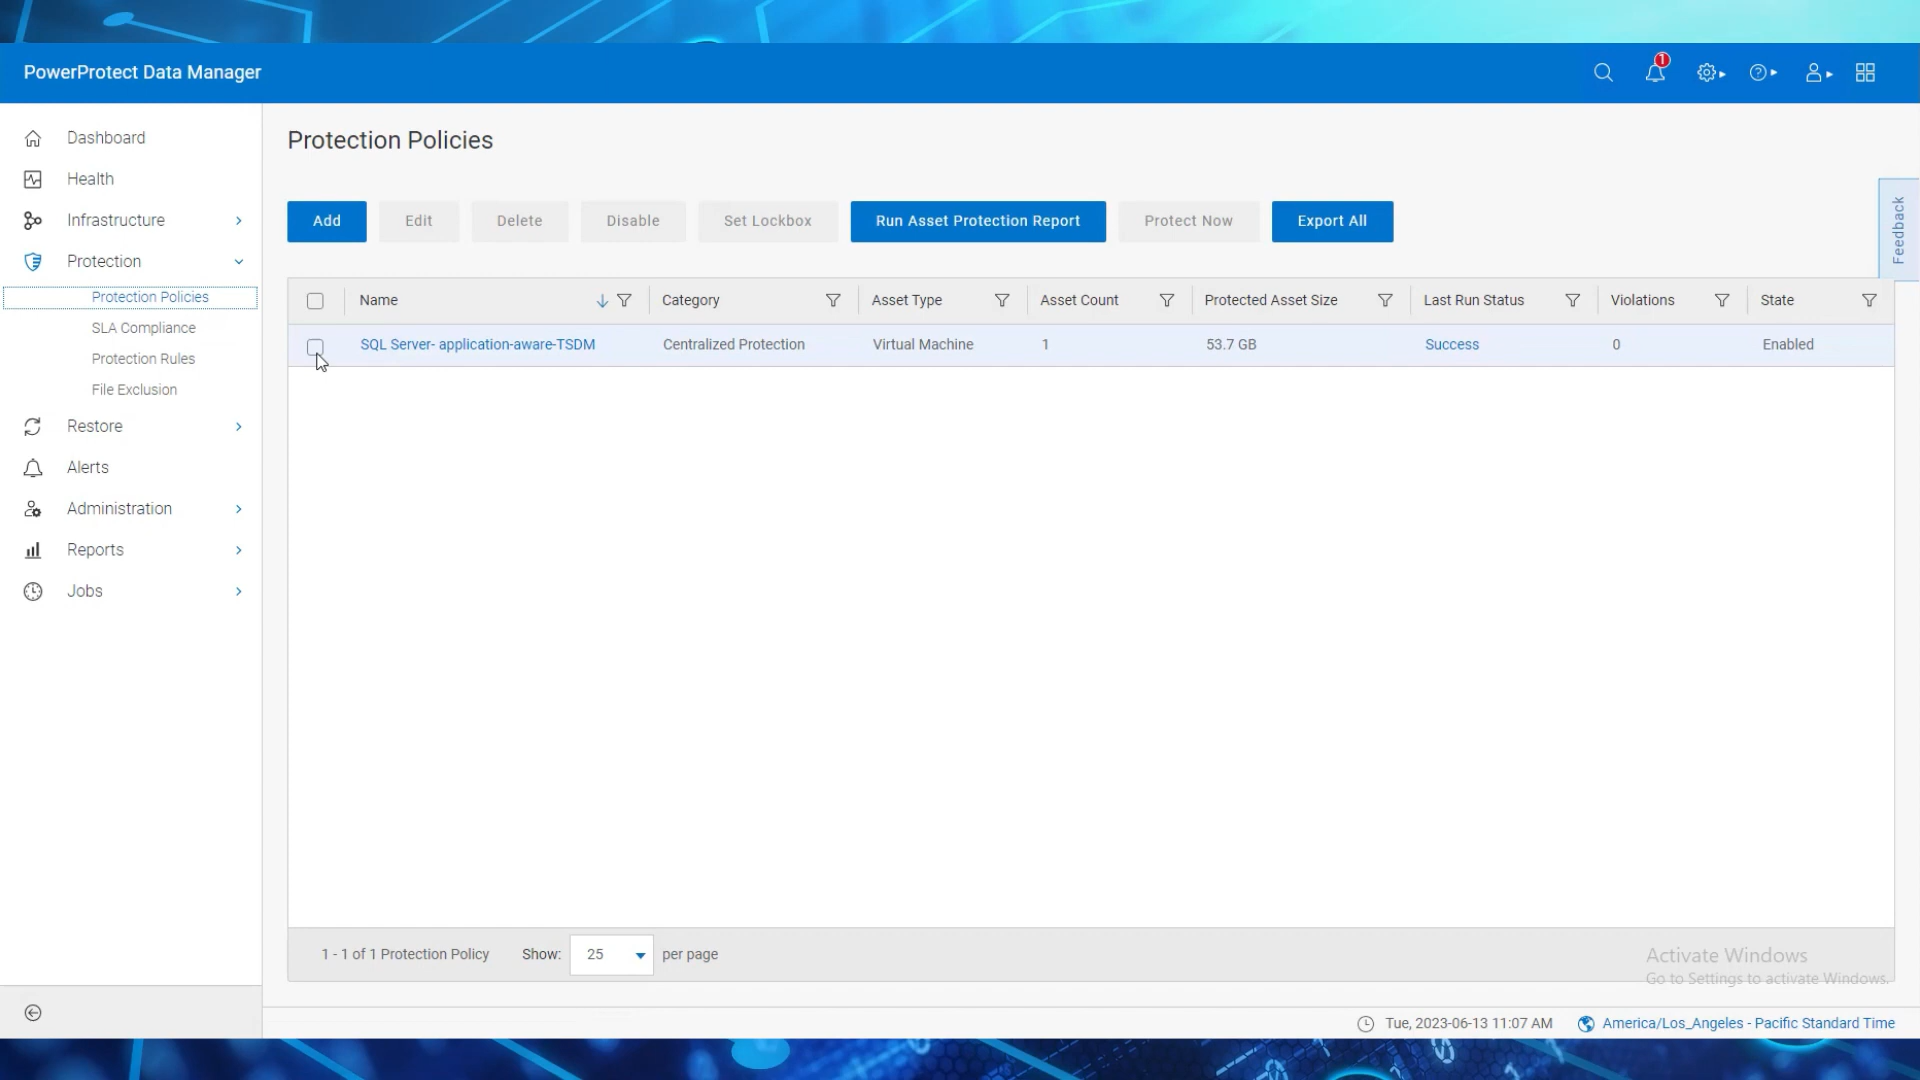 PowerProtect Data Manager
1
Dashboard
Health
Infrastructure
Protection
Protection Policies
SLA Compliance
Protection Rules
File Exclusion
Restore
Alerts
Administration
Reports
Jobs
Protection Policies
Add Edit Delete Disable Set Lockbox Run Asset Protection Report Protect Now Export All
Feedback
Name Category Asset Type Asset Count Protected Asset Size Last Run Status Violations State
SQL Server- application-aware-TSDM Centralized Protection Virtual Machine 1 53.7 GB Success 0 Enabled
1 - 1 of 1 Protection Policy Show: 25 per page
Activate Windows
Go to Settings to activate Windows.
Tue, 2023-06-13 11:07 AM America/Los_Angeles - Pacific Standard Time